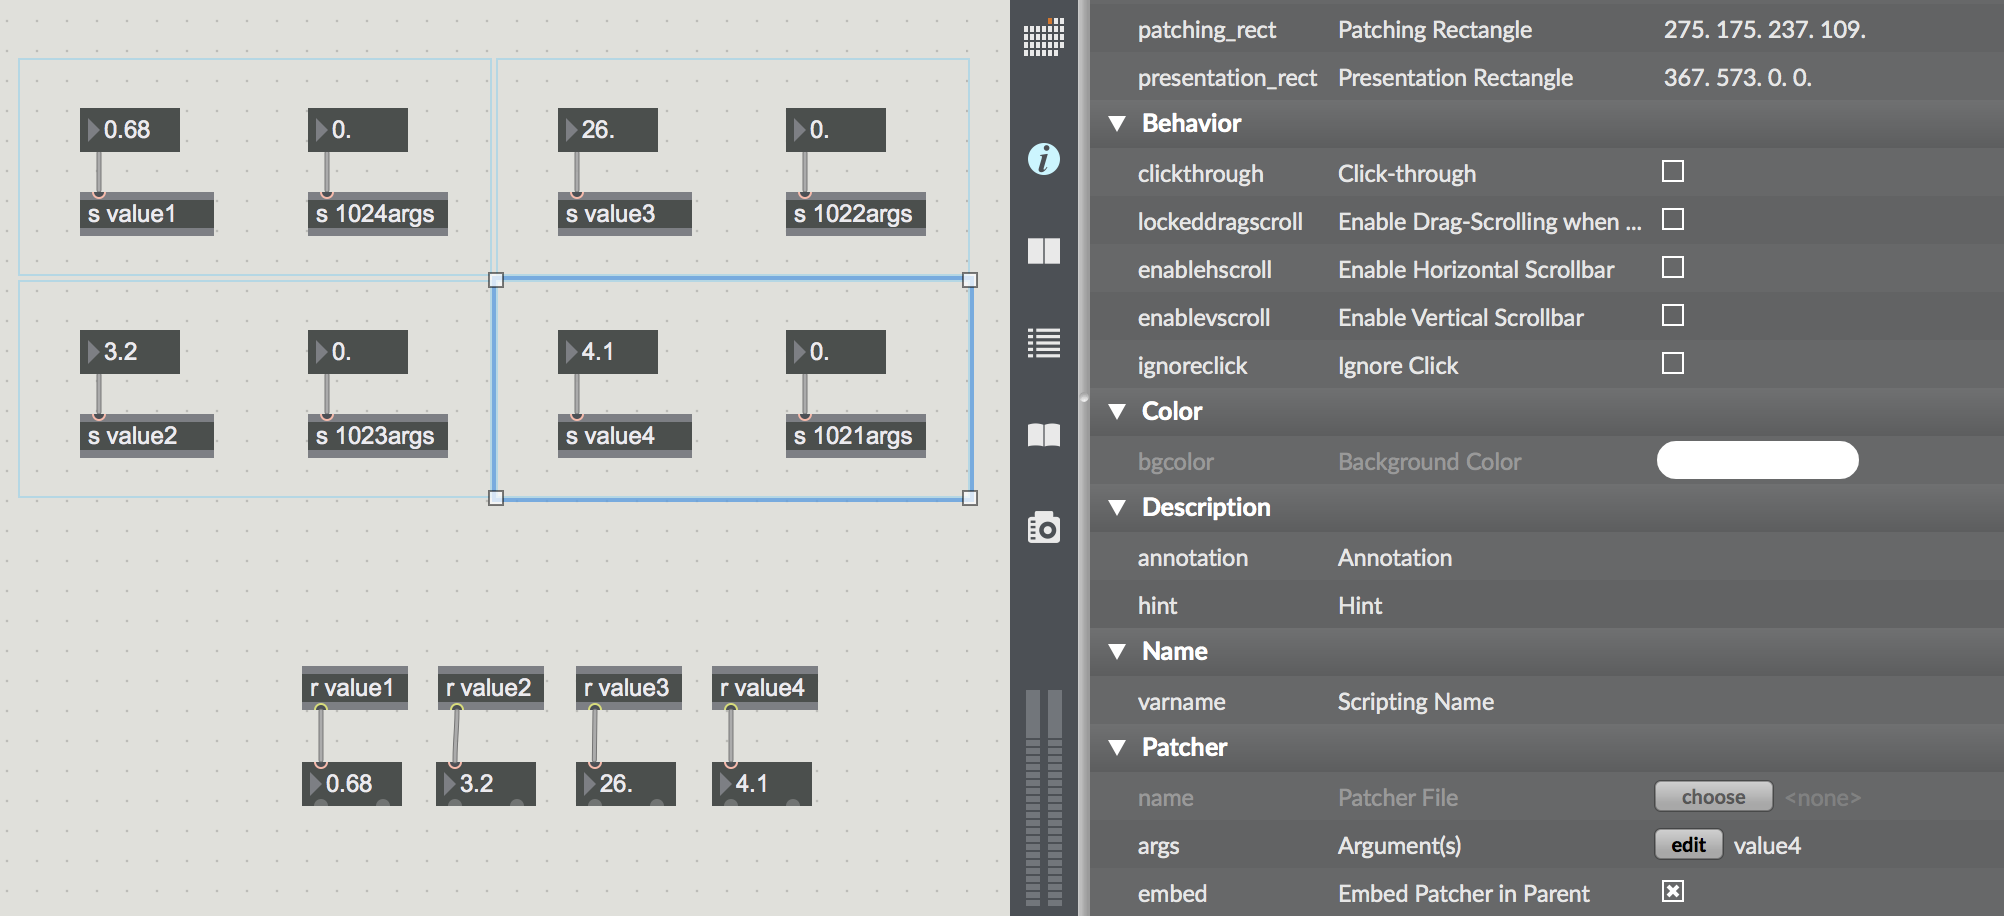 0.68
0.
26.
0.
s value1
s 1024args
s value3
s 1022args
3.2
0.
4.1
0.
s value2
s 1023args
s value4
s 1021args
r value1
r value2
r value3
r value4
0.68
3.2
26.
4.1
i
patching_rect Patching Rectangle 275. 175. 237. 109.
presentation_rect Presentation Rectangle 367. 573. 0. 0.
Behavior
clickthrough Click-through
lockeddragscroll Enable Drag-Scrolling when ...
enablehscroll Enable Horizontal Scrollbar
enablevscroll Enable Vertical Scrollbar
ignoreclick Ignore Click
Color
bgcolor Background Color
Description
annotation Annotation
hint Hint
Name
varname Scripting Name
Patcher
name Patcher File choose <none>
args Argument(s) edit value4
embed Embed Patcher in Parent